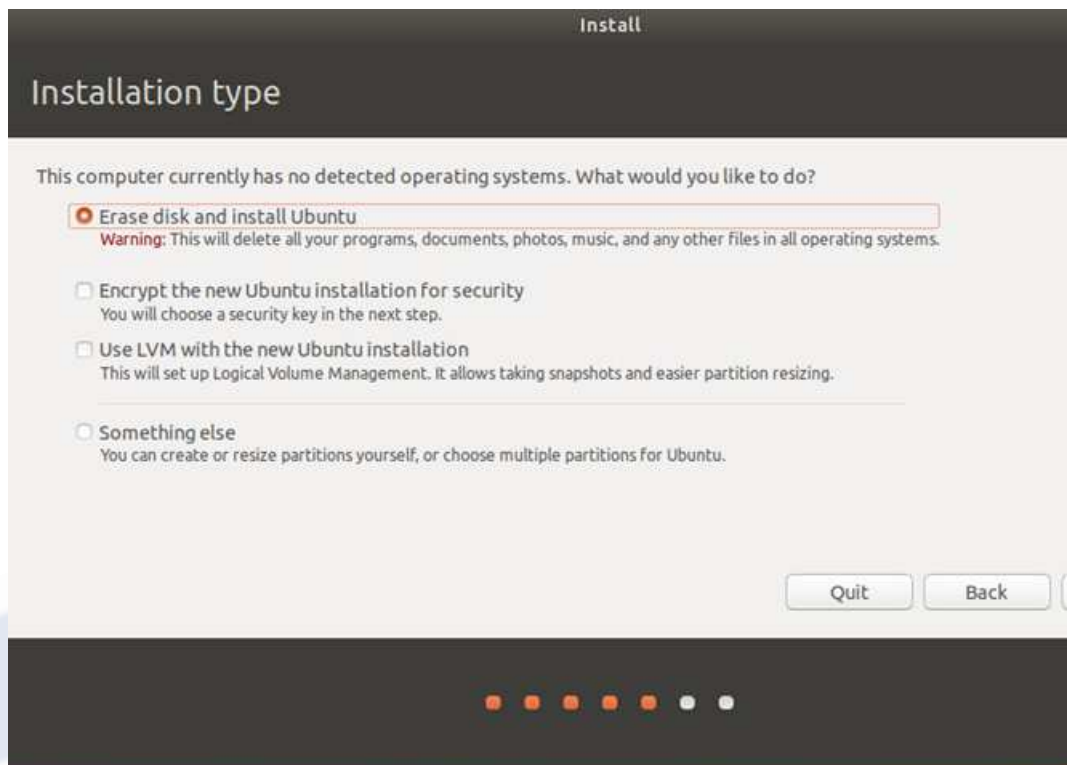 Install
Installation type
This computer currently has no detected operating systems. What would you like to do?
Erase disk and install Ubuntu
Warning: This will delete all your programs, documents, photos, music, and any other files in all operating systems.
Encrypt the new Ubuntu installation for security
You will choose a security key in the next step.
Use LVM with the new Ubuntu installation
This will set up Logical Volume Management. It allows taking snapshots and easier partition resizing.
Something else
You can create or resize partitions yourself, or choose multiple partitions for Ubuntu.
Quit Back